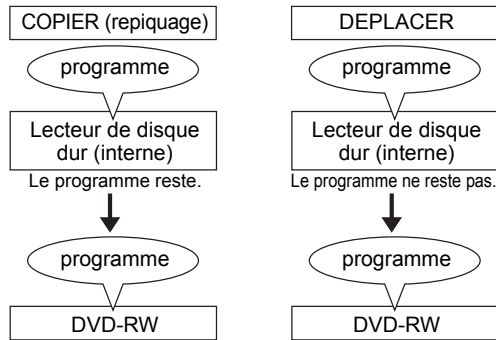 COPIER (repiquage)
programme
Lecteur de disque
dur (interne)
Le programme reste.
programme
DVD-RW
DEPLACER
programme
Lecteur de disque
dur (interne)
Le programme ne reste pas.
programme
DVD-RW